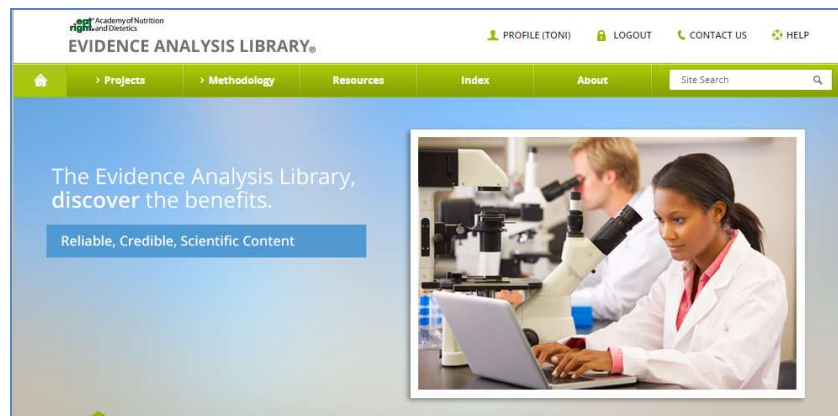 eat Academy of Nutrition
right. and Dietetics
EVIDENCE ANALYSIS LIBRARY®
PROFILE (TONI) LOGOUT CONTACT US HELP
> Projects > Methodology Resources Index About Site Search
The Evidence Analysis Library,
discover the benefits.
Reliable, Credible, Scientific Content